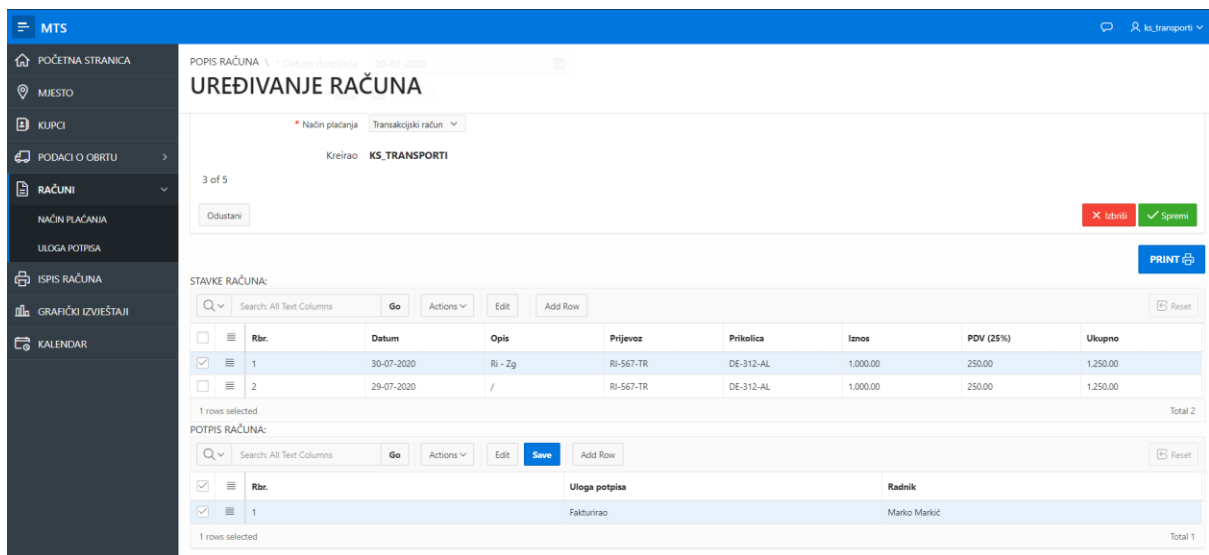 MTS
ks_transporti
POČETNA STRANICA
MJESTO
KUPCI
PODACI O OBRTU
RAČUNI
NAČIN PLAĆANJA
ULOGA POTPISA
ISPIS RAČUNA
GRAFIČKI IZVJEŠTAJI
KALENDAR
POPIS RAČUNA \ * Datum dospijeća 30-07-2020
UREĐIVANJE RAČUNA
* Način plaćanja Transakcijski račun
Kreirao KS_TRANSPORTI
3 of 5
Odustani Izbriši Spremi
PRINT
STAVKE RAČUNA:
Search: All Text Columns Go Actions Edit Add Row Reset
Rbr. Datum Opis Prijevoz Prikolica Iznos PDV (25%) Ukupno
1 30-07-2020 Ri - Zg RI-567-TR DE-312-AL 1,000.00 250.00 1,250.00
2 29-07-2020 / RI-567-TR DE-312-AL 1,000.00 250.00 1,250.00
1 rows selected Total 2
POTPIS RAČUNA:
Search: All Text Columns Go Actions Edit Save Add Row Reset
Rbr. Uloga potpisa Radnik
1 Fakturirao Marko Markić
1 rows selected Total 1